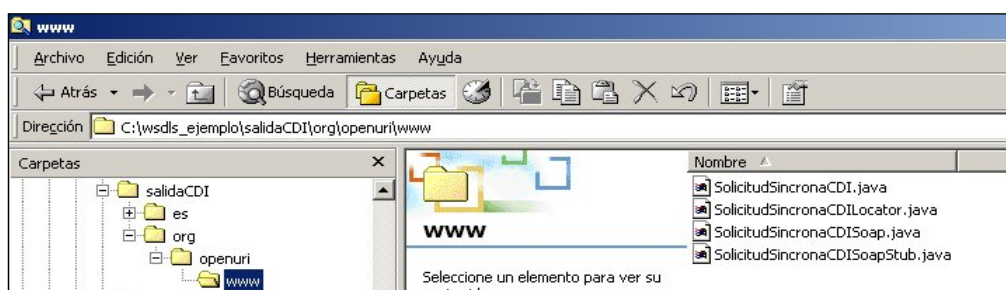 www
Archivo Edición Ver Favoritos Herramientas Ayuda
Atrás Búsqueda Carpetas
Dirección C:\wsdls_ejemplo\salidaCDI\org\openuri\www
Carpetas
salidaCDI
es
org
openuri
www
www
Seleccione un elemento para ver su
Nombre
SolicitudSincronaCDI.java
SolicitudSincronaCDILocator.java
SolicitudSincronaCDISoap.java
SolicitudSincronaCDISoapStub.java